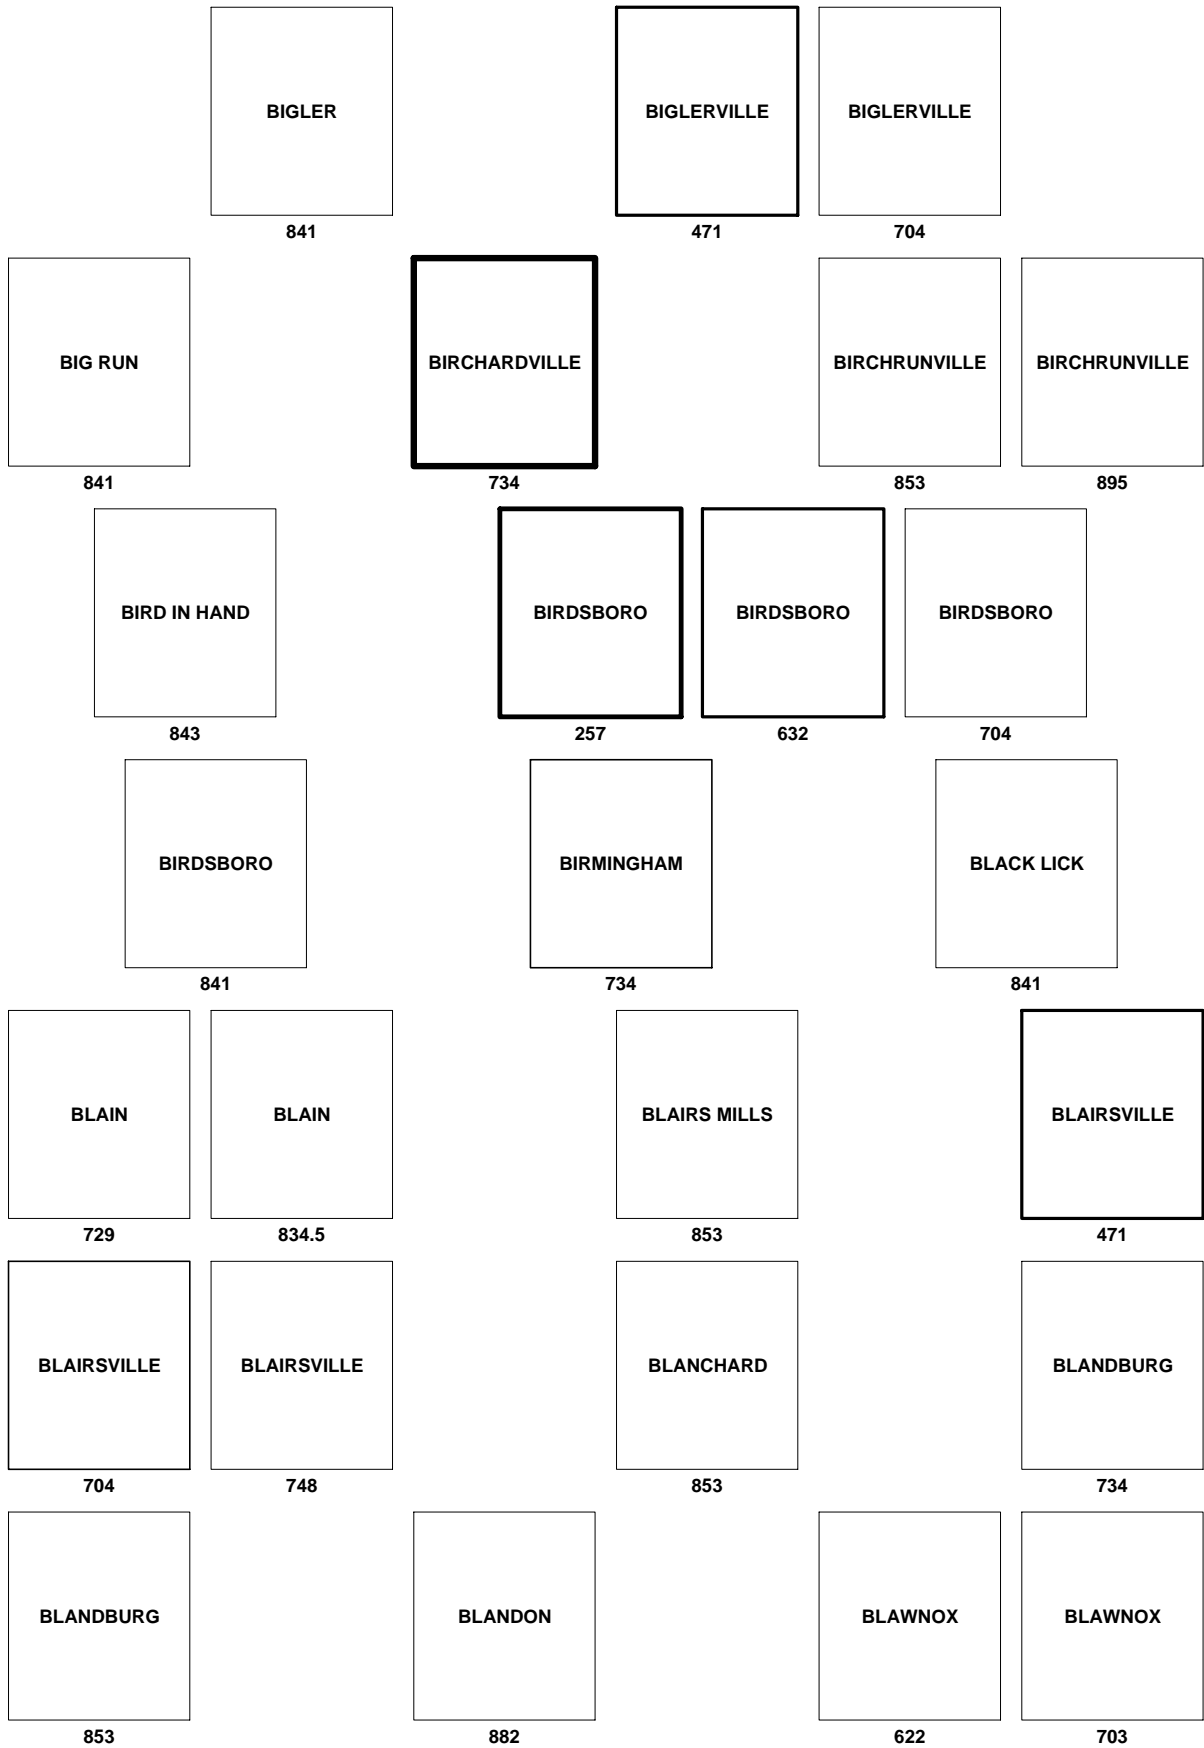 BIGLER BIGLERVILLE BIGLERVILLE
841 471 704
BIG RUN BIRCHARDVILLE BIRCHRUNVILLE BIRCHRUNVILLE
841 734 853 895
BIRD IN HAND BIRDSBORO BIRDSBORO BIRDSBORO
843 257 632 704
BIRDSBORO BIRMINGHAM BLACK LICK
841 734 841
BLAIN BLAIN BLAIRS MILLS BLAIRSVILLE
729 834.5 853 471
BLAIRSVILLE BLAIRSVILLE BLANCHARD BLANDBURG
704 748 853 734
BLANDBURG BLANDON BLAWNOX BLAWNOX
853 882 622 703